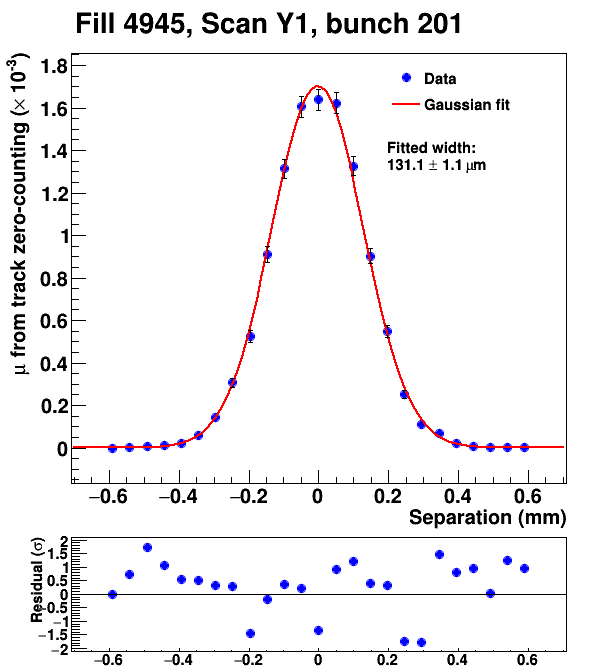 Fill 4945, Scan Y1, bunch 201
μ from track zero-counting (× 10⁻³)
1.8
1.6
1.4
1.2
1
0.8
0.6
0.4
0.2
0
Data
Gaussian fit
Fitted width:
131.1 ± 1.1 μm
−0.6 −0.4 −0.2 0 0.2 0.4 0.6
Separation (mm)
Residual (σ)
2
1.5
1
0.5
0
−0.5
−1
−1.5
−2
−0.6 −0.4 −0.2 0 0.2 0.4 0.6